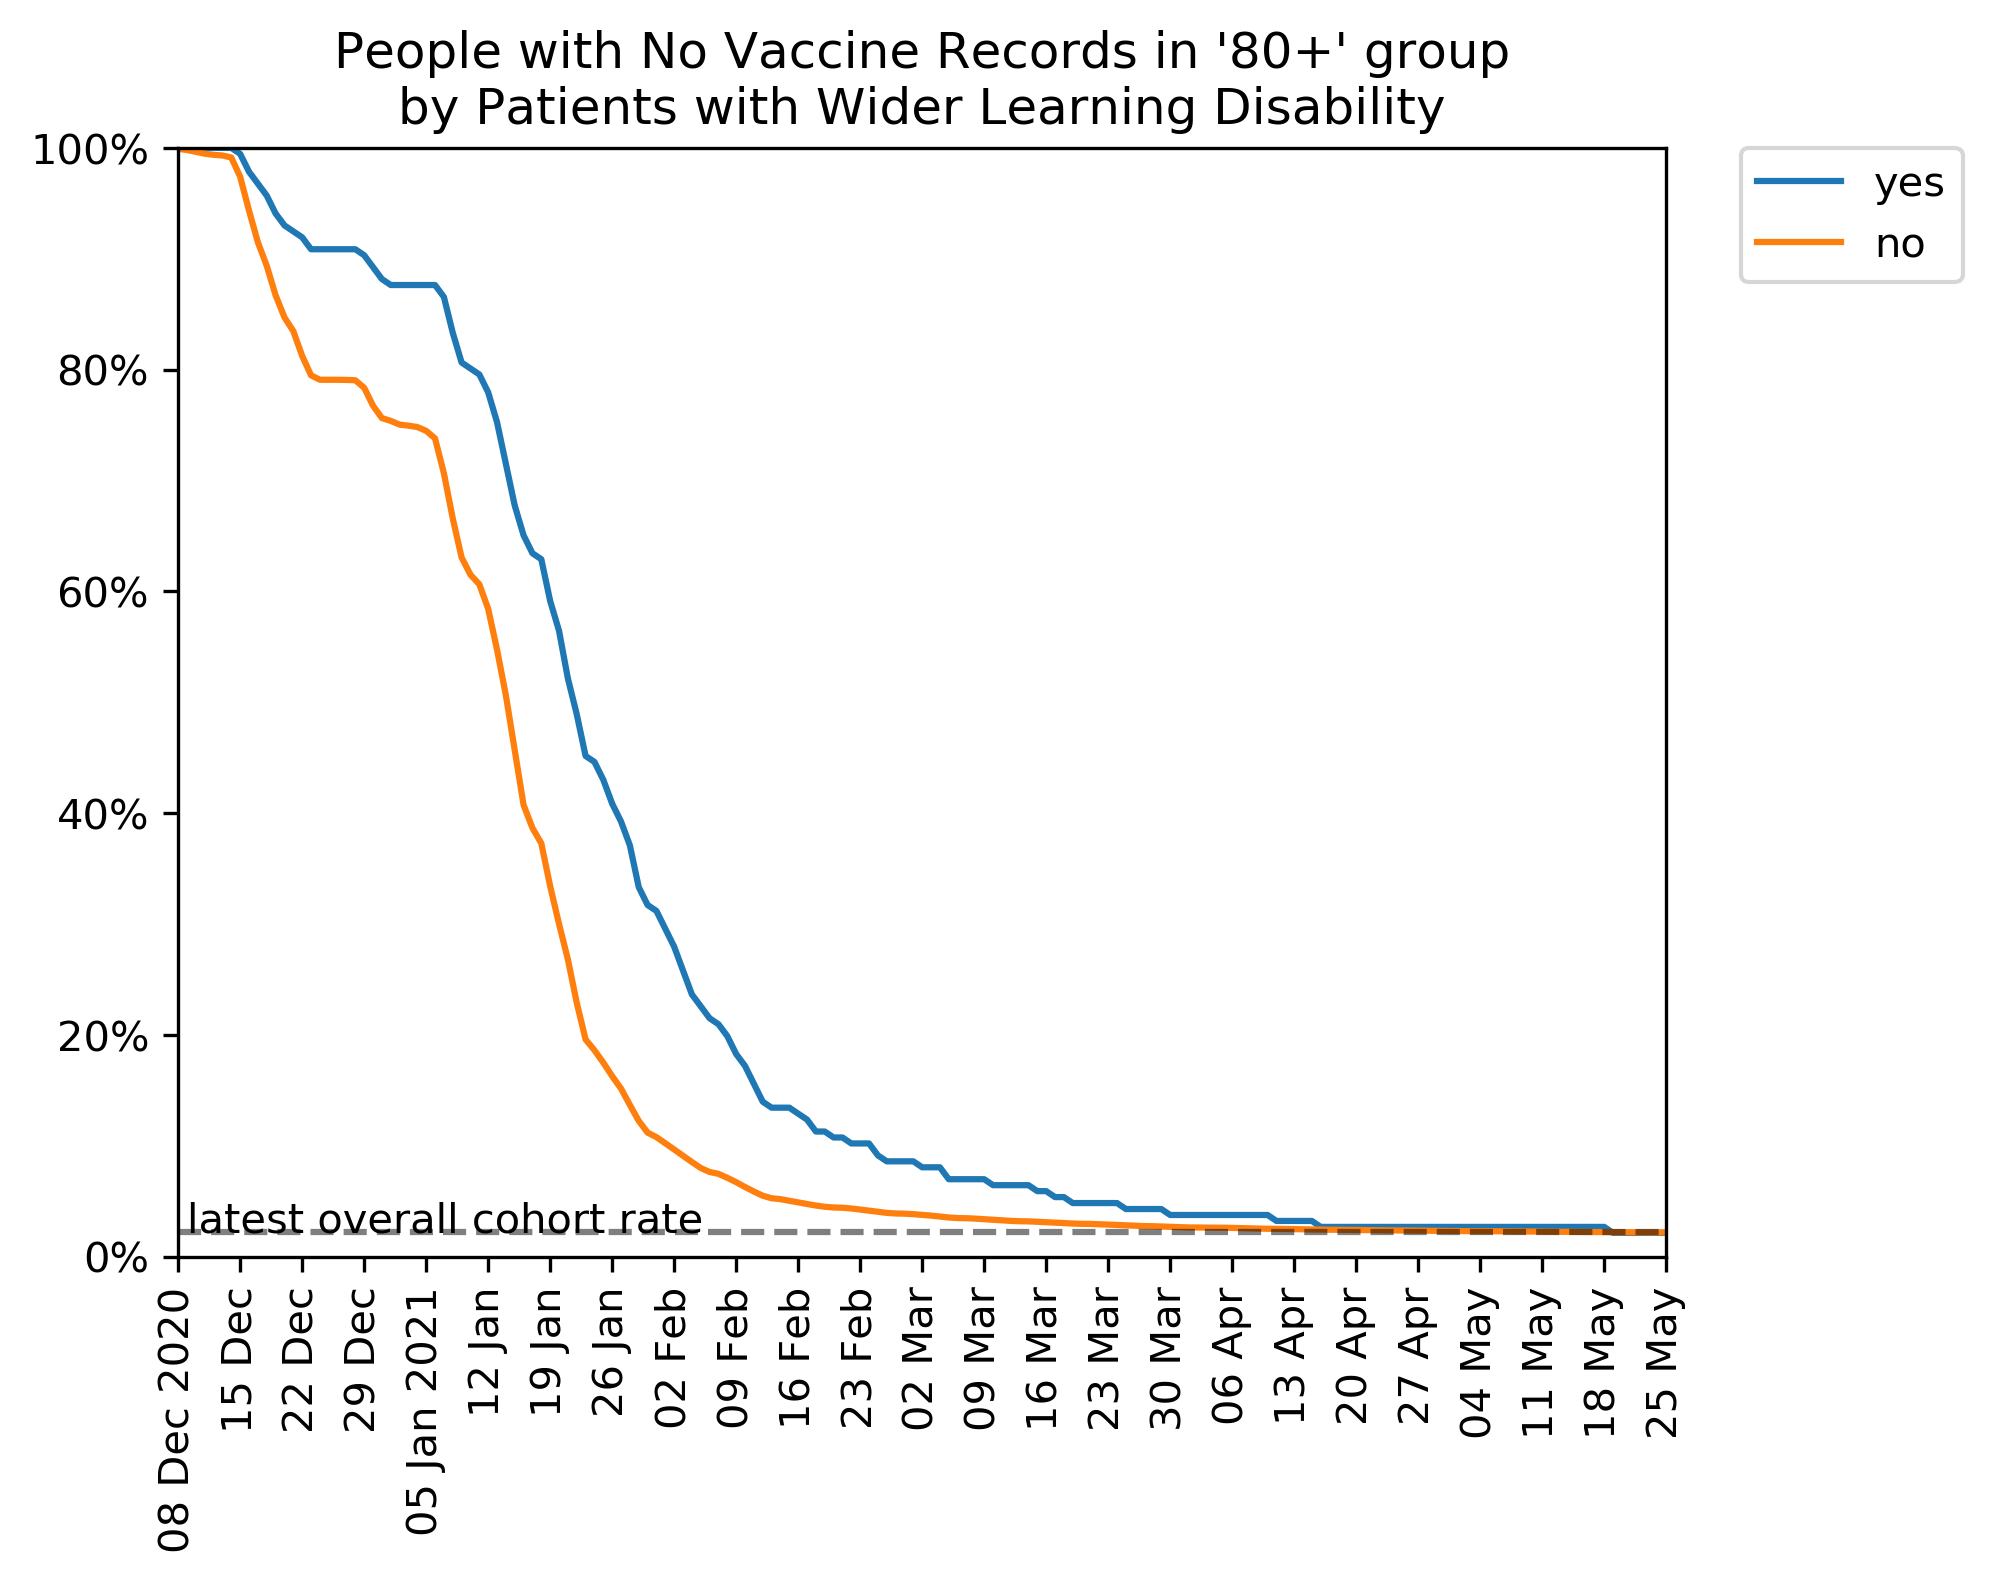 People with No Vaccine Records in '80+' group
by Patients with Wider Learning Disability
100%
80%
60%
40%
20%
0%
latest overall cohort rate
yes
no
08 Dec 2020
15 Dec
22 Dec
29 Dec
05 Jan 2021
12 Jan
19 Jan
26 Jan
02 Feb
09 Feb
16 Feb
23 Feb
02 Mar
09 Mar
16 Mar
23 Mar
30 Mar
06 Apr
13 Apr
20 Apr
27 Apr
04 May
11 May
18 May
25 May